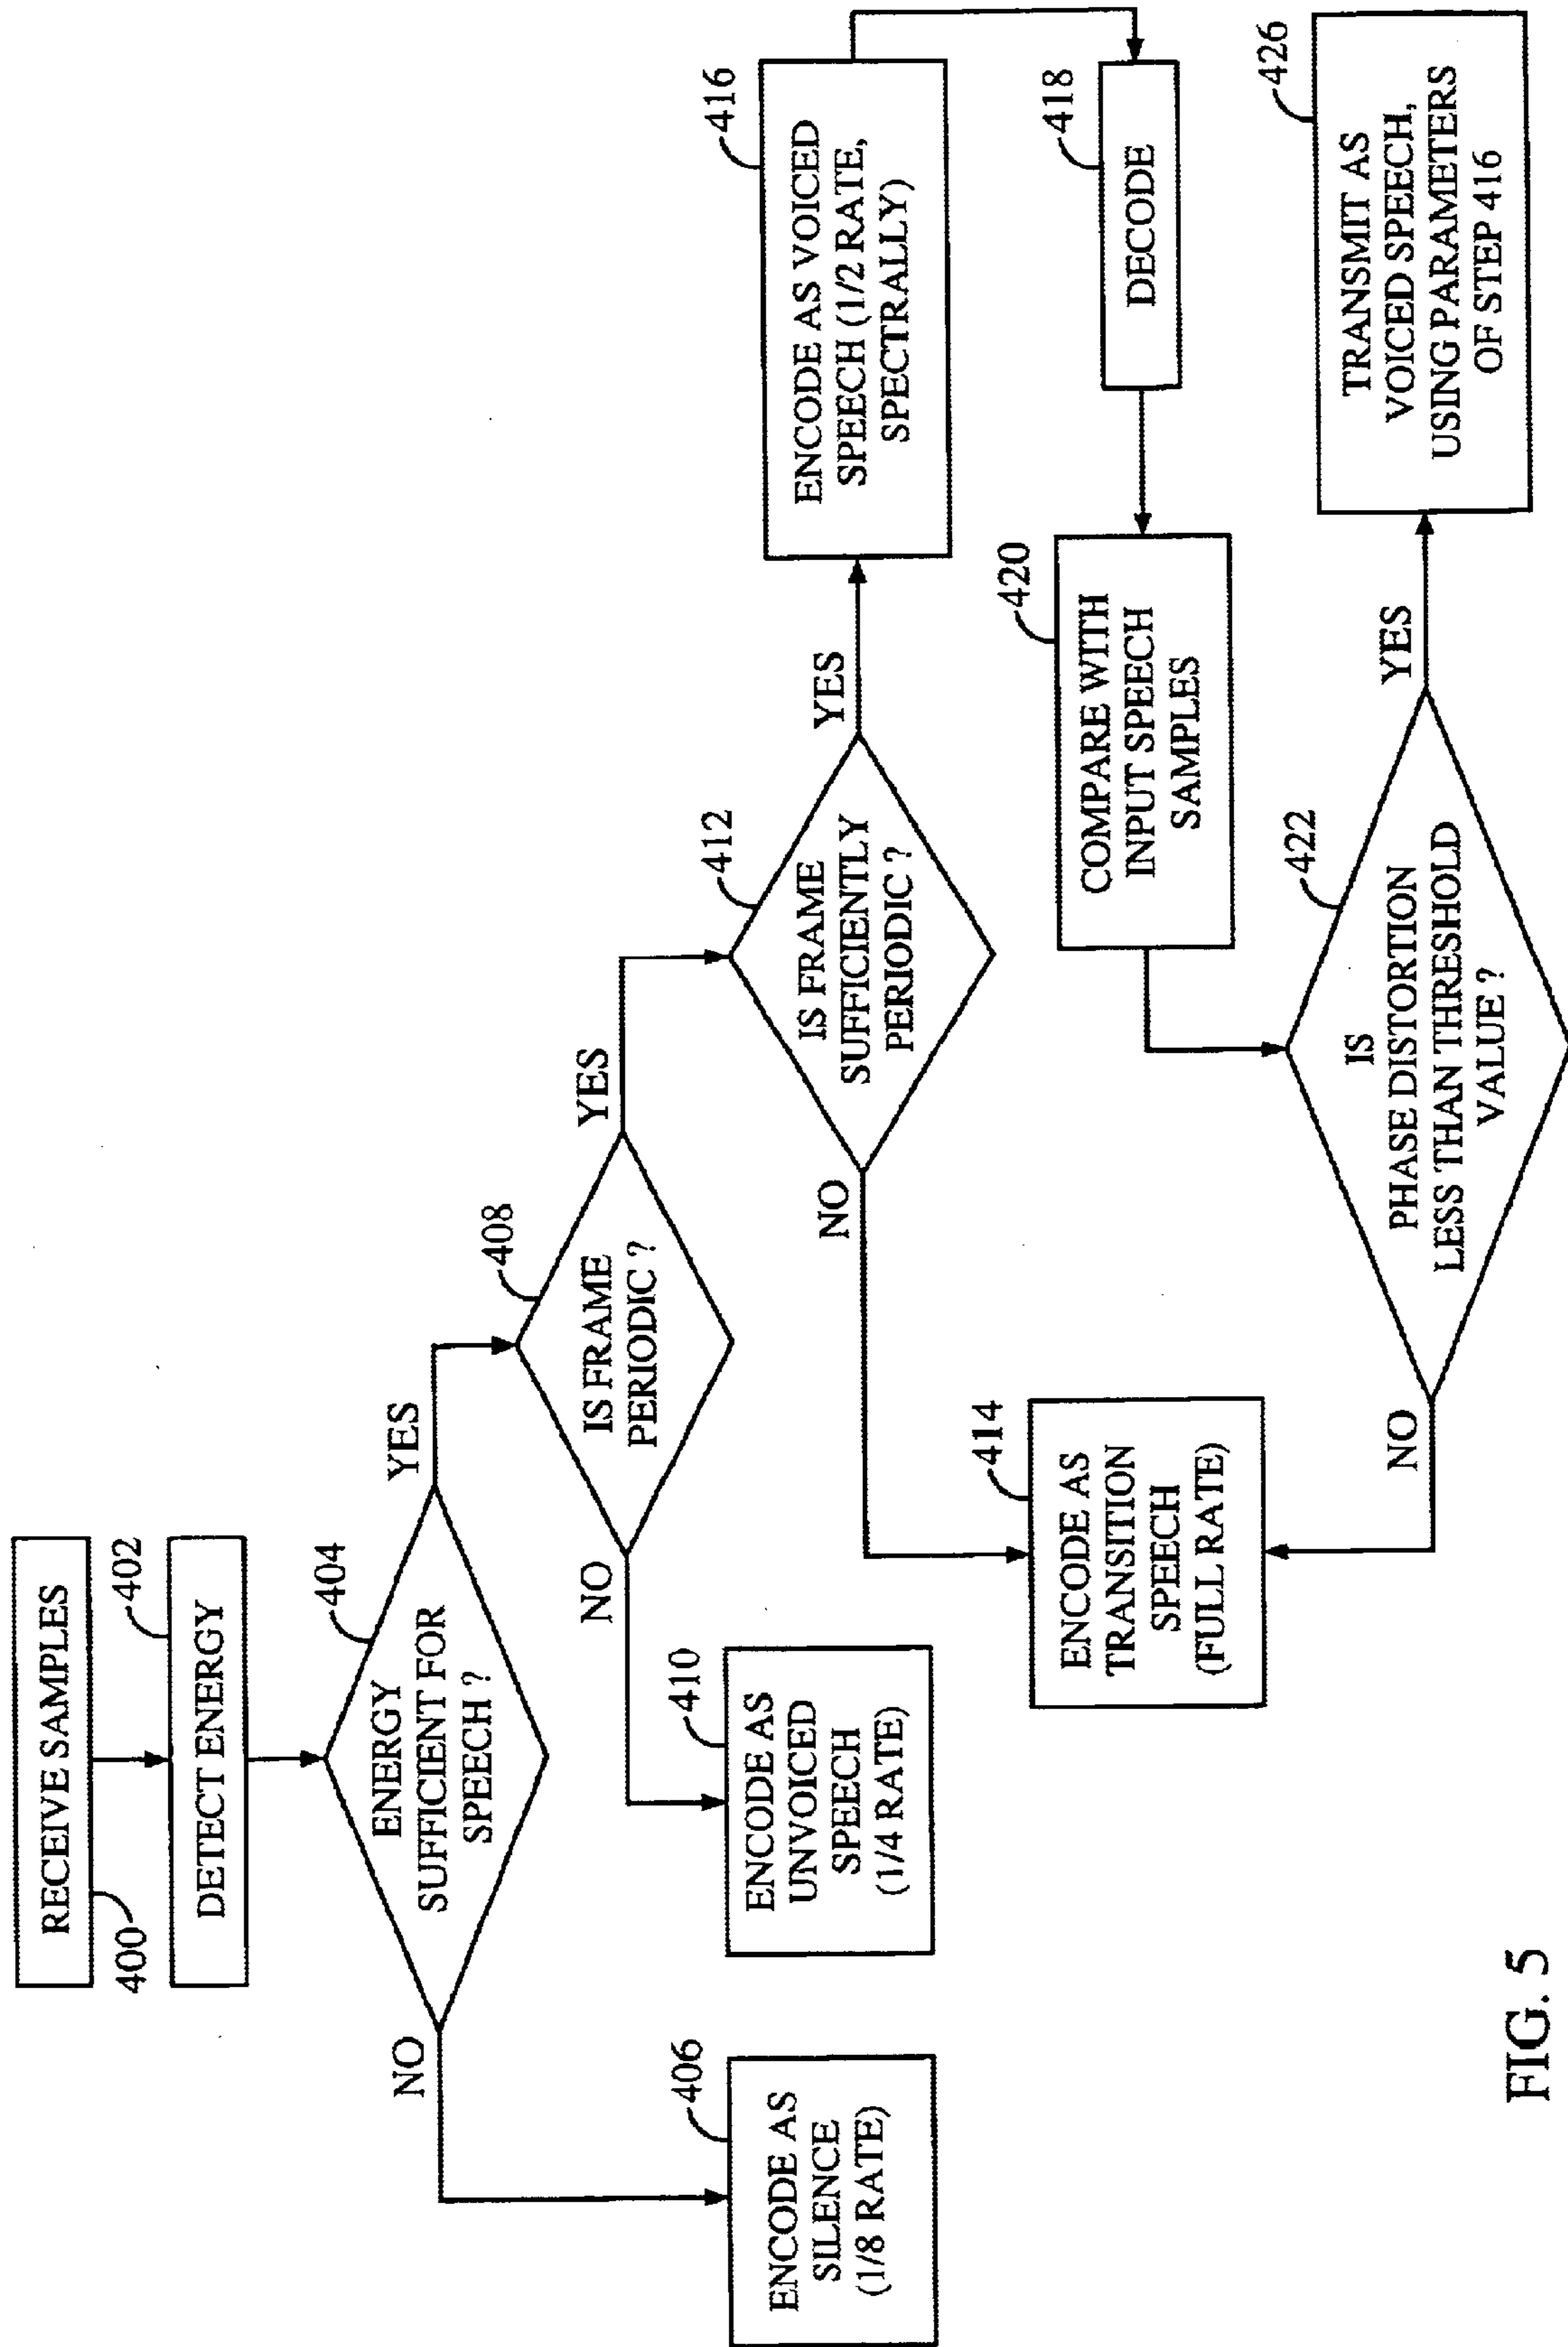 RECEIVE SAMPLES
400
402
DETECT ENERGY
404
ENERGY
SUFFICIENT FOR
SPEECH ?
NO
YES
406
ENCODE AS
SILENCE
(1/8 RATE)
408
IS FRAME
PERIODIC ?
NO
YES
410
ENCODE AS
UNVOICED
SPEECH
(1/4 RATE)
412
IS FRAME
SUFFICIENTLY
PERIODIC ?
NO
YES
414
ENCODE AS
TRANSITION
SPEECH
(FULL RATE)
416
ENCODE AS VOICED
SPEECH (1/2 RATE,
SPECTRALLY)
418
DECODE
420
COMPARE WITH
INPUT SPEECH
SAMPLES
422
IS
PHASE DISTORTION
LESS THAN THRESHOLD
VALUE ?
NO
YES
426
TRANSMIT AS
VOICED SPEECH,
USING PARAMETERS
OF STEP 416
FIG. 5